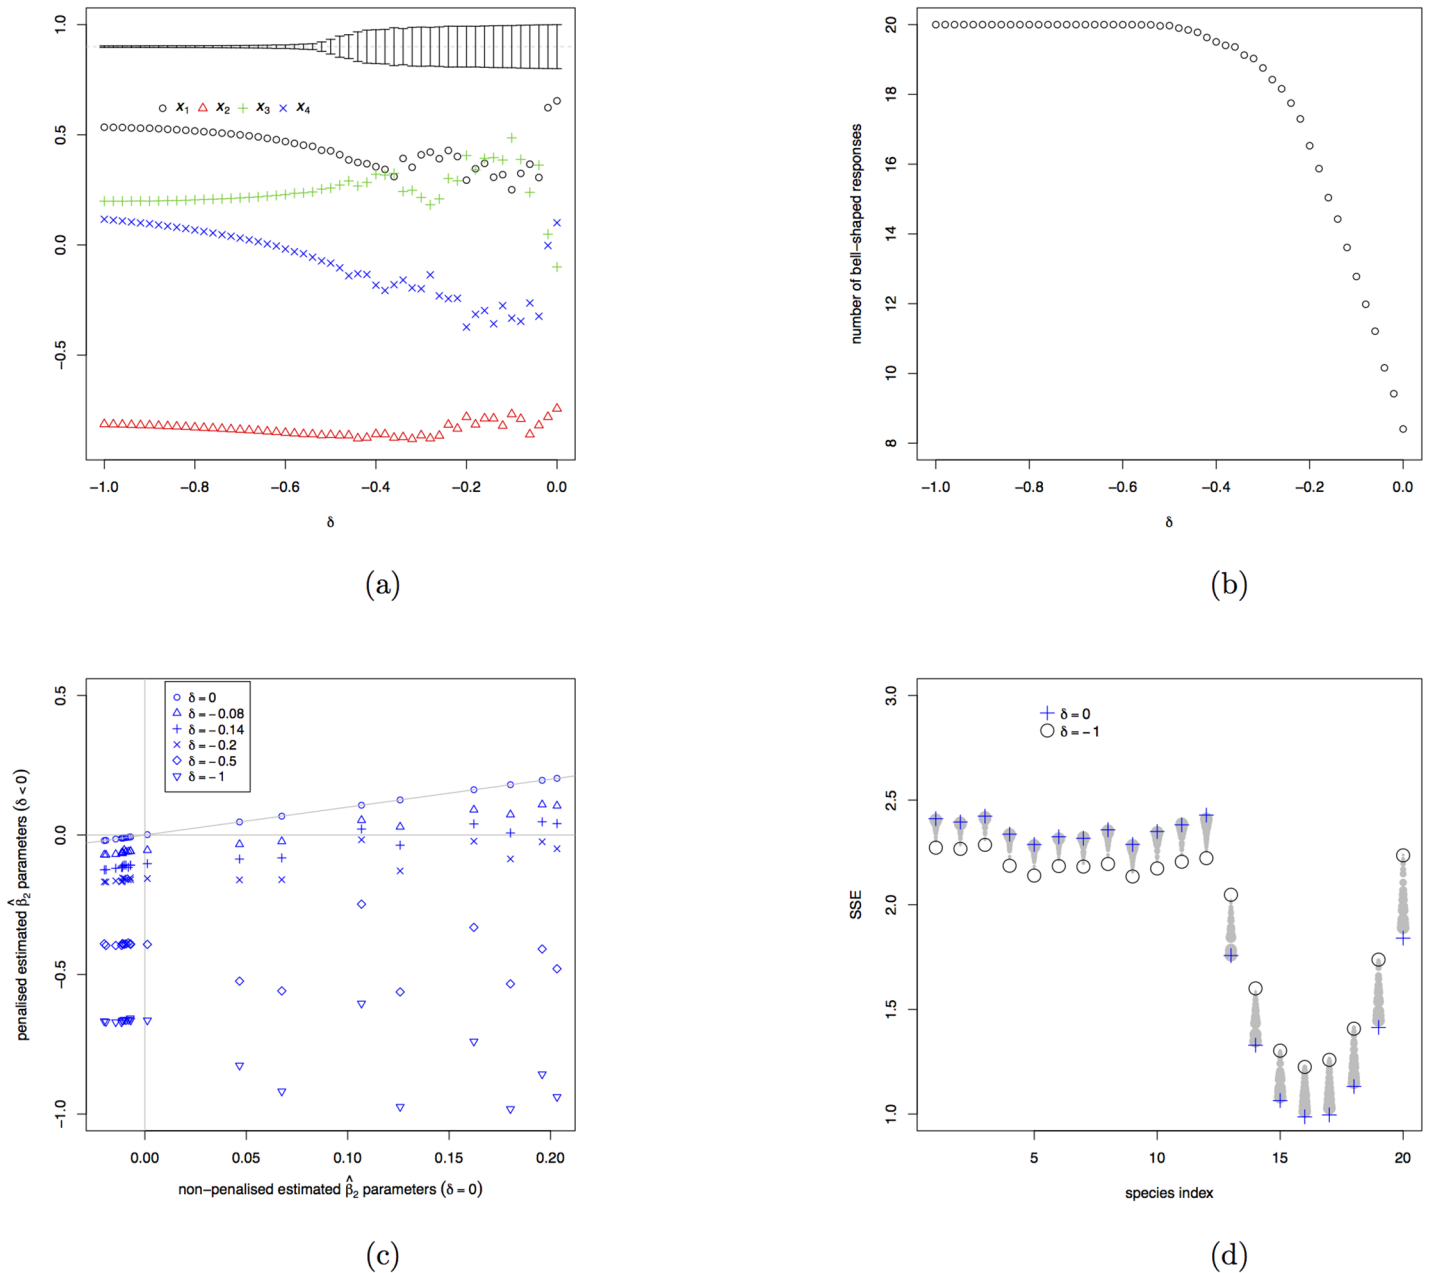 1.0
0.5
0.0
−0.5
x1 x2 x3 x4
−1.0 −0.8 −0.6 −0.4 −0.2 0.0
δ
(a)
number of bell−shaped responses
20
18
16
14
12
10
8
−1.0 −0.8 −0.6 −0.4 −0.2 0.0
δ
(b)
penalised estimated β̂2 parameters (δ < 0)
0.5
0.0
−0.5
−1.0
δ = 0
δ = −0.08
δ = −0.14
δ = −0.2
δ = −0.5
δ = −1
0.00 0.05 0.10 0.15 0.20
non−penalised estimated β̂2 parameters (δ = 0)
(c)
SSE
3.0
2.5
2.0
1.5
1.0
δ = 0
δ = −1
5 10 15 20
species index
(d)